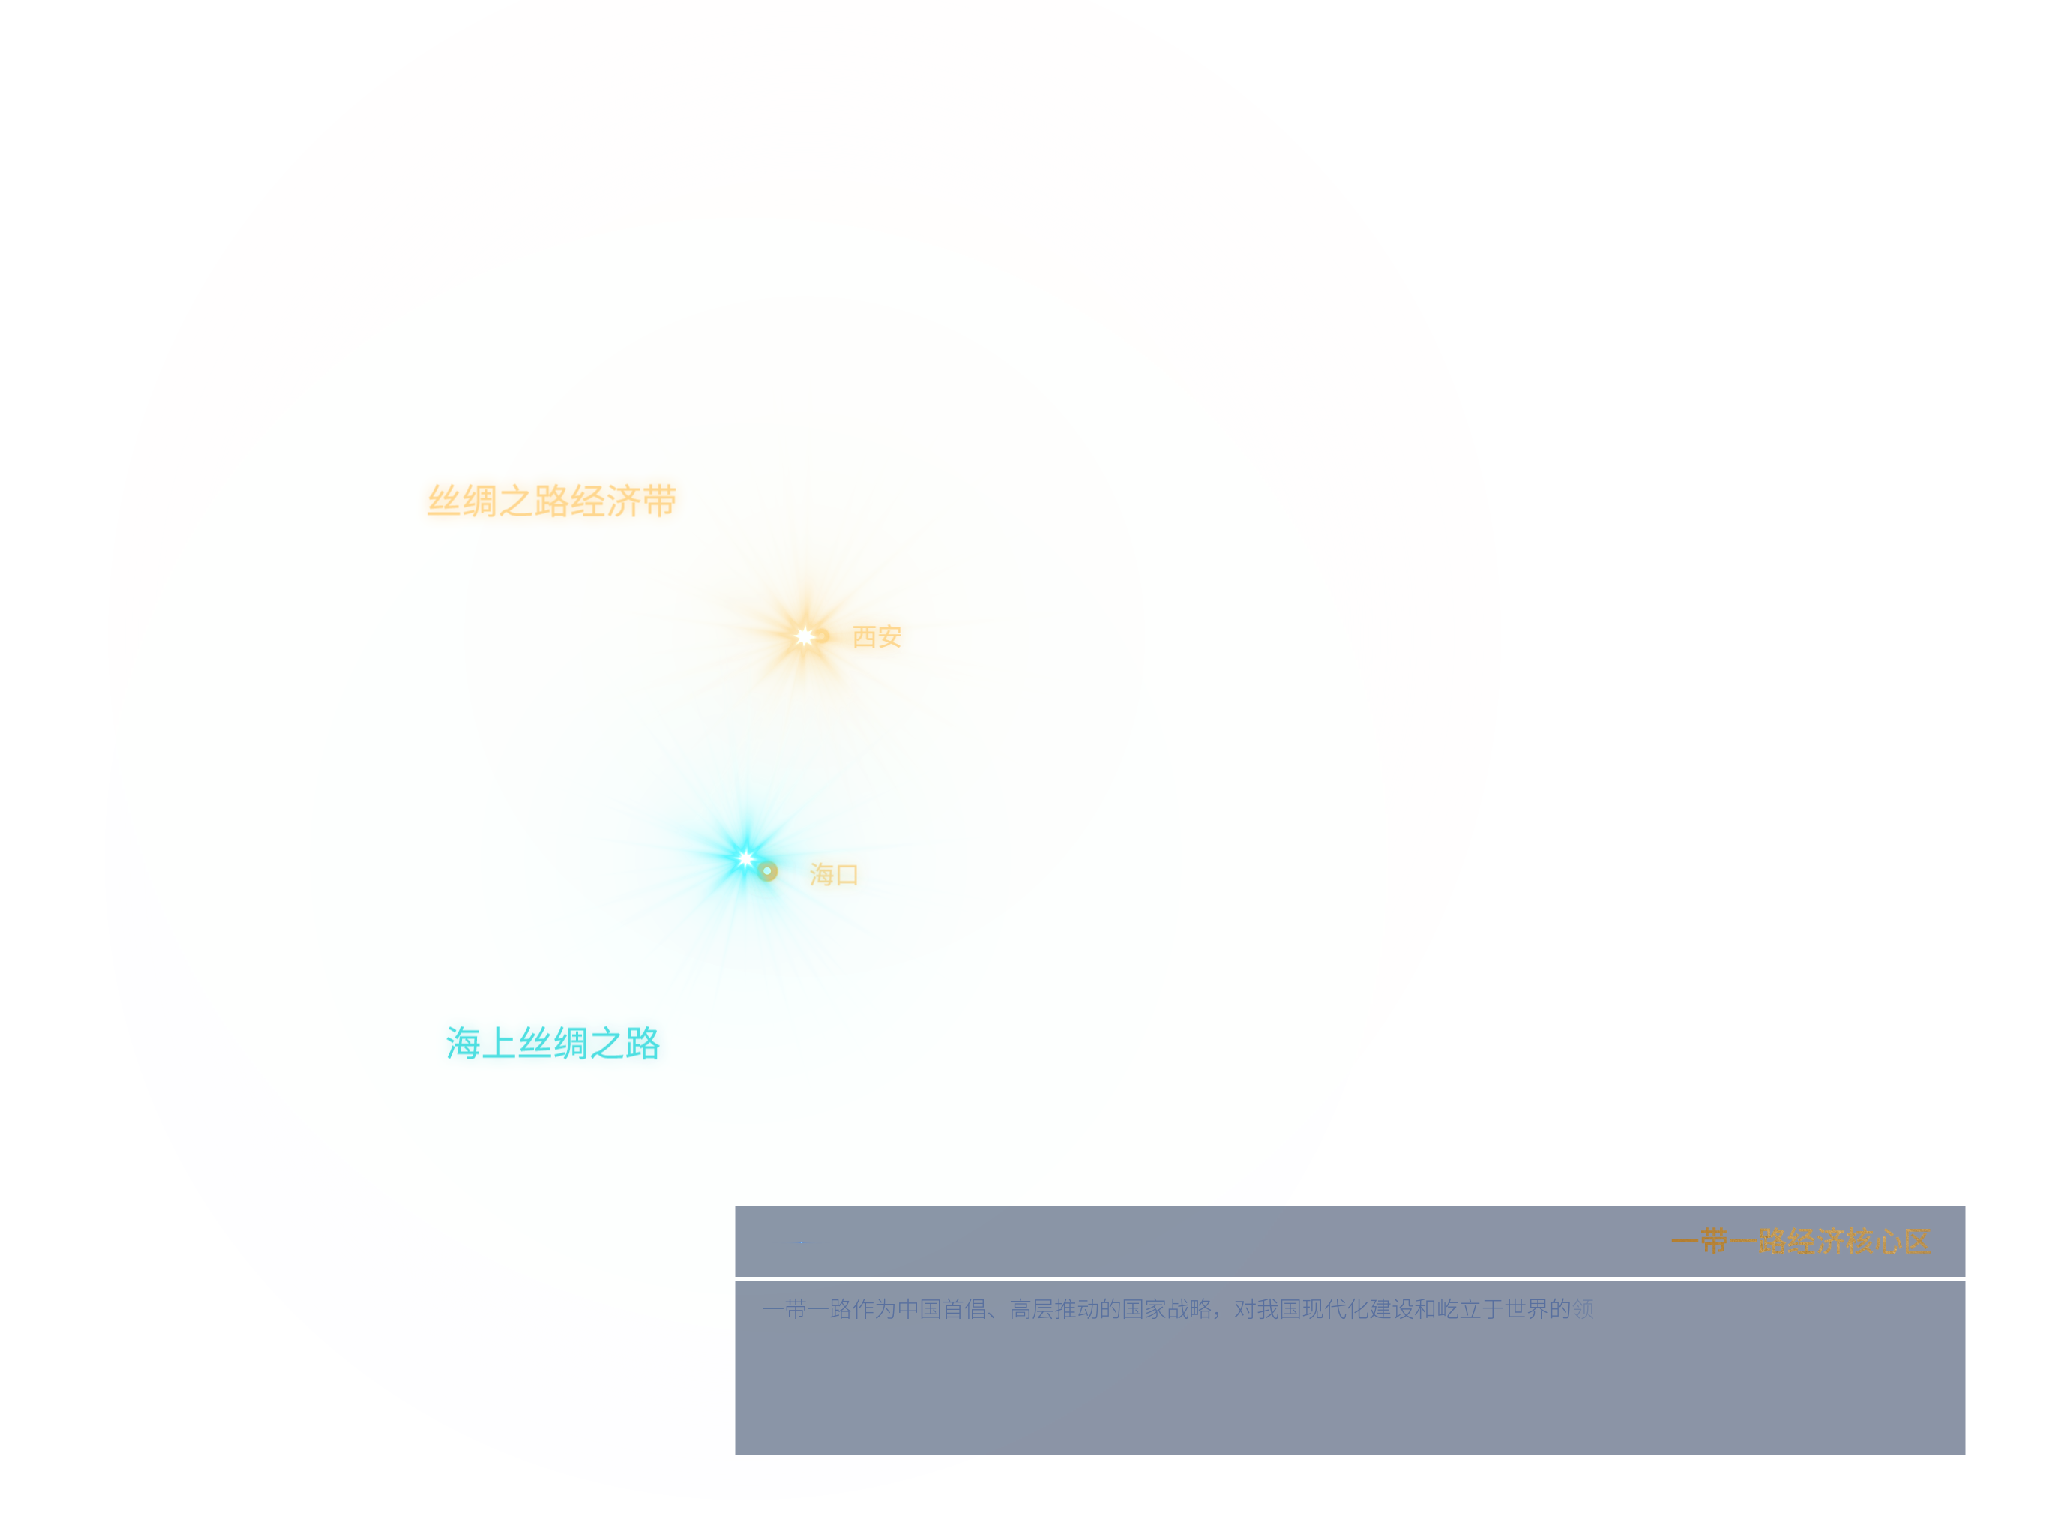 丝绸之路经济带
西安
海口
海上丝绸之路
一带一路经济核心区
一带一路作为中国首倡、高层推动的国家战略，对我国现代化建设和屹立于世界的领